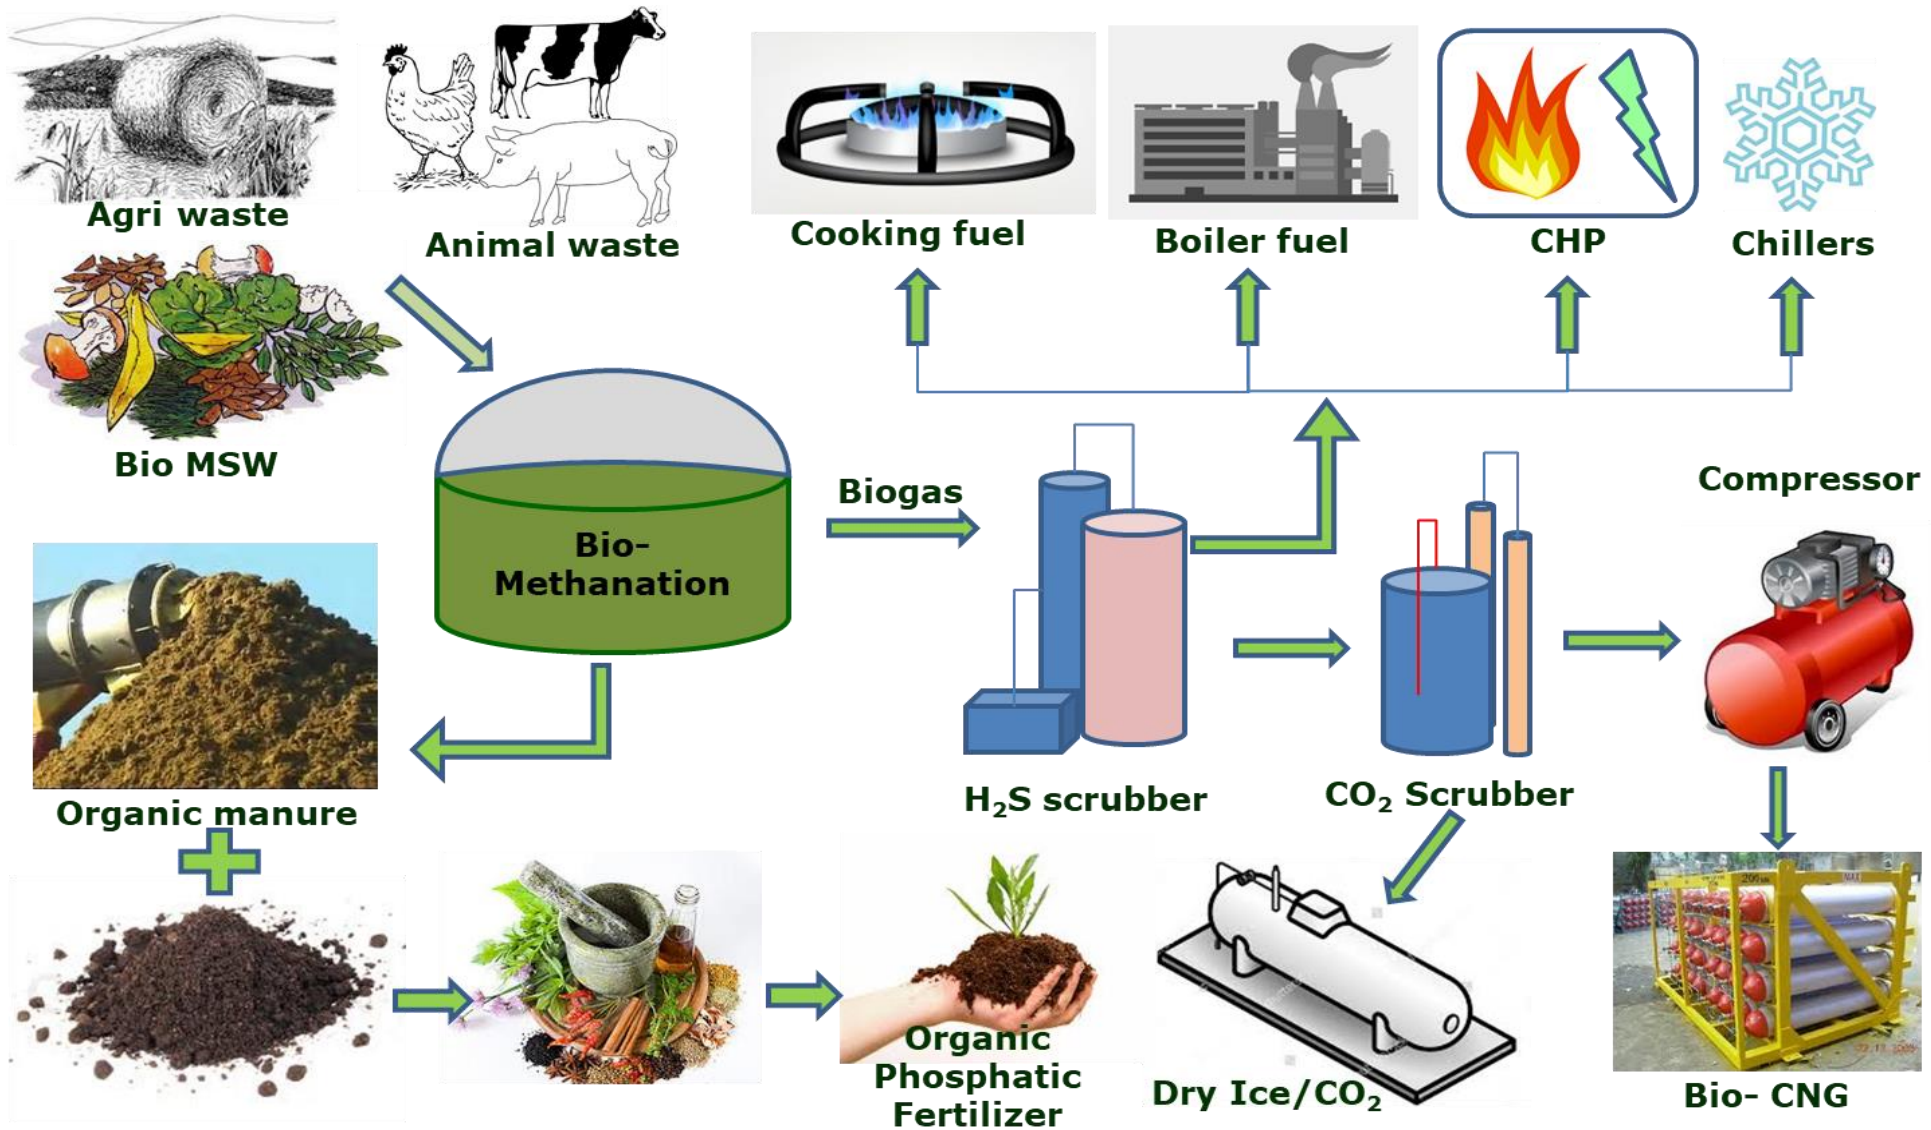 Agri waste
Animal waste
Cooking fuel
Boiler fuel
CHP
Chillers
Bio MSW
Biogas
Compressor
Bio-
Methanation
Organic manure
H₂S scrubber
CO₂ Scrubber
Organic
Phosphatic
Fertilizer
Dry Ice/CO₂
Bio- CNG